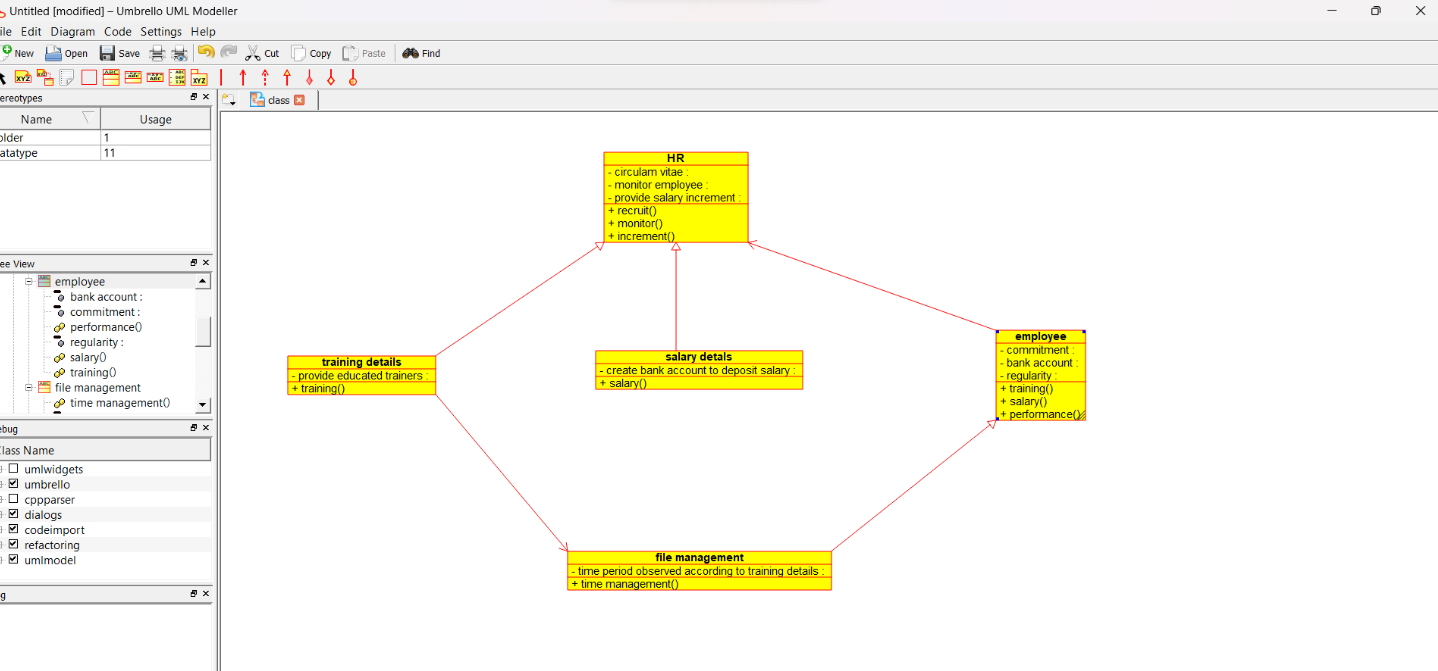 Untitled [modified] – Umbrello UML Modeller
ile Edit Diagram Code Settings Help
New Open Save Cut Copy Paste Find
class
ereotypes
Name Usage
older 1
atatype 11
ee View
employee
bank account :
commitment :
performance()
regularity :
salary()
training()
file management
time management()
ebug
lass Name
umlwidgets
umbrello
cppparser
dialogs
codeimport
refactoring
umlmodel
g
HR
- circulam vitae :
- monitor employee :
- provide salary increment :
+ recruit()
+ monitor()
+ increment()
training details
- provide educated trainers :
+ training()
salary detals
- create bank account to deposit salary :
+ salary()
employee
- commitment :
- bank account :
- regularity :
+ training()
+ salary()
+ performance()
file management
- time period observed according to training details :
+ time management()